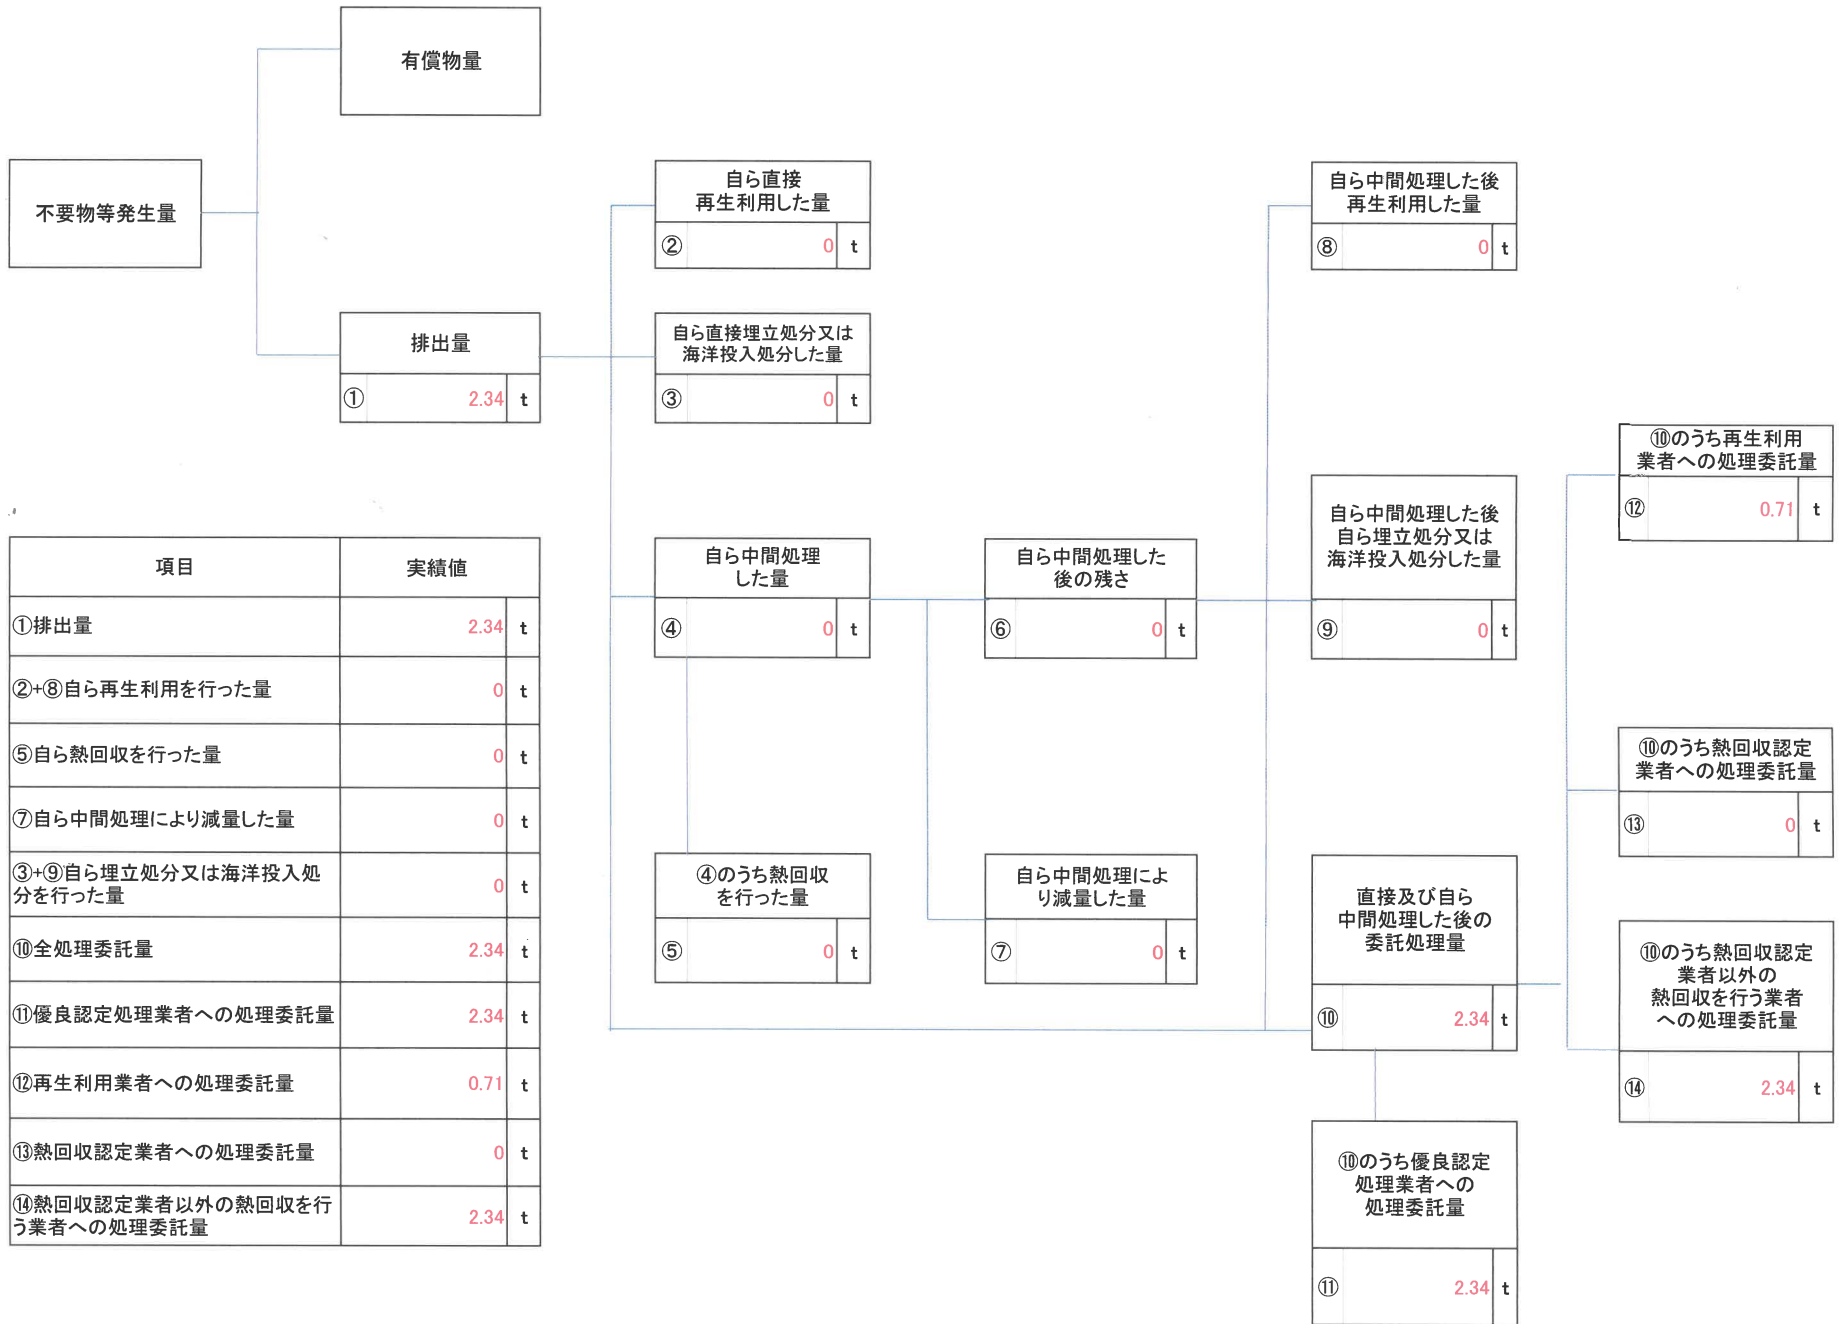 有償物量
不要物等発生量
排出量
① 2.34 t
自ら直接
再生利用した量
② 0 t
自ら直接埋立処分又は
海洋投入処分した量
③ 0 t
自ら中間処理
した量
④ 0 t
④のうち熱回収
を行った量
⑤ 0 t
自ら中間処理した
後の残さ
⑥ 0 t
自ら中間処理によ
り減量した量
⑦ 0 t
自ら中間処理した後
再生利用した量
⑧ 0 t
自ら中間処理した後
自ら埋立処分又は
海洋投入処分した量
⑨ 0 t
直接及び自ら
中間処理した後の
委託処理量
⑩ 2.34 t
⑩のうち優良認定
処理業者への
処理委託量
⑪ 2.34 t
⑩のうち再生利用
業者への処理委託量
⑫ 0.71 t
⑩のうち熱回収認定
業者への処理委託量
⑬ 0 t
⑩のうち熱回収認定
業者以外の
熱回収を行う業者
への処理委託量
⑭ 2.34 t
項目 実績値
①排出量 2.34 t
②+⑧自ら再生利用を行った量 0 t
⑤自ら熱回収を行った量 0 t
⑦自ら中間処理により減量した量 0 t
③+⑨自ら埋立処分又は海洋投入処
分を行った量 0 t
⑩全処理委託量 2.34 t
⑪優良認定処理業者への処理委託量 2.34 t
⑫再生利用業者への処理委託量 0.71 t
⑬熱回収認定業者への処理委託量 0 t
⑭熱回収認定業者以外の熱回収を行
う業者への処理委託量 2.34 t